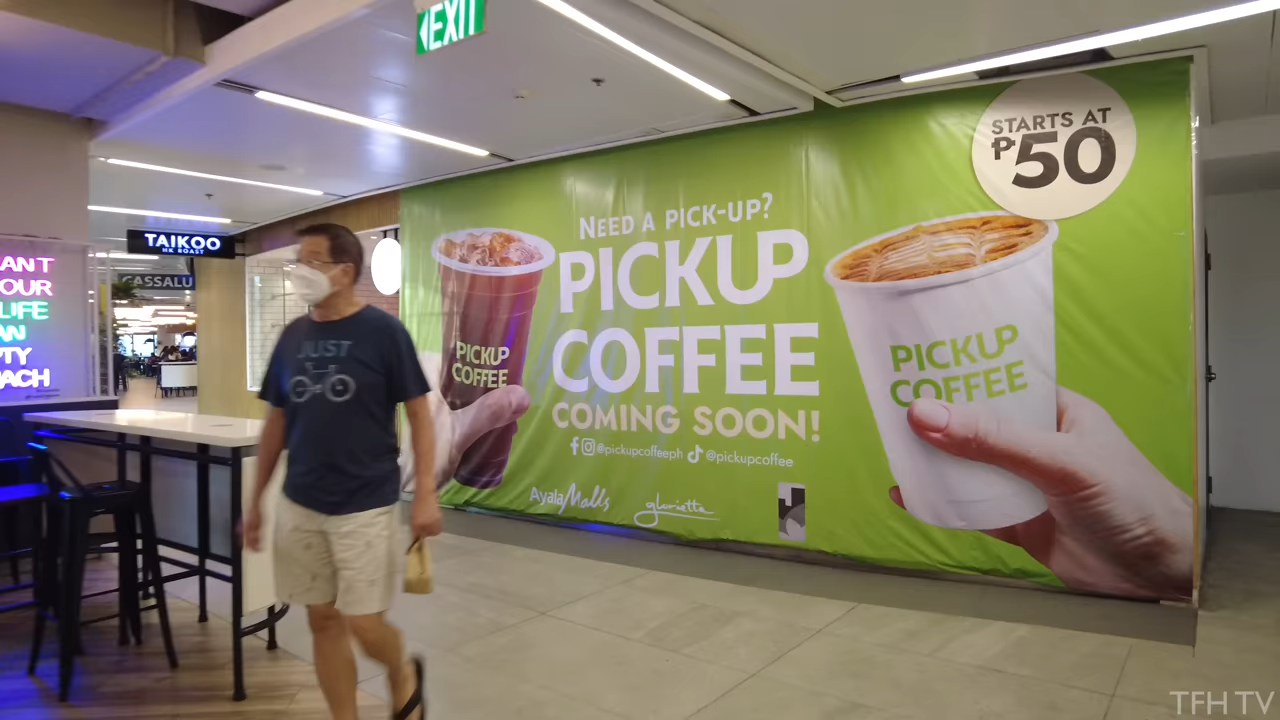 EXIT
STARTS AT
₱50
NEED A PICK-UP?
PICKUP
COFFEE
COMING SOON!
@pickupcoffeeph @pickupcoffee
AyalaMalls glorietta
PICKUP
COFFEE
PICKUP
COFFEE
TAIKOO
HK ROAST
CASSALU
ANT
OUR
LIFE
AN
PTY
ACH
JUST
TFH TV